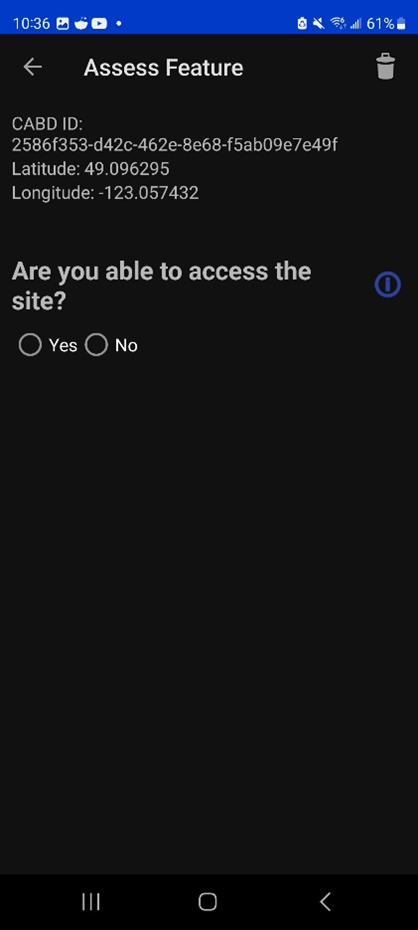 10:36
61%
Assess Feature
CABD ID:
2586f353-d42c-462e-8e68-f5ab09e7e49f
Latitude: 49.096295
Longitude: -123.057432
Are you able to access the
site?
Yes No